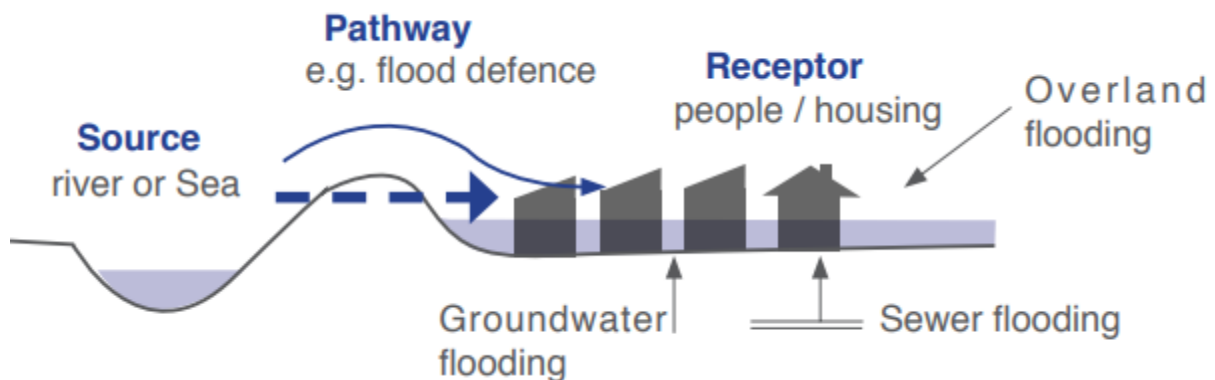 Pathway
e.g. flood defence
Receptor
people / housing
Overland
flooding
Source
river or Sea
Groundwater
flooding
Sewer flooding